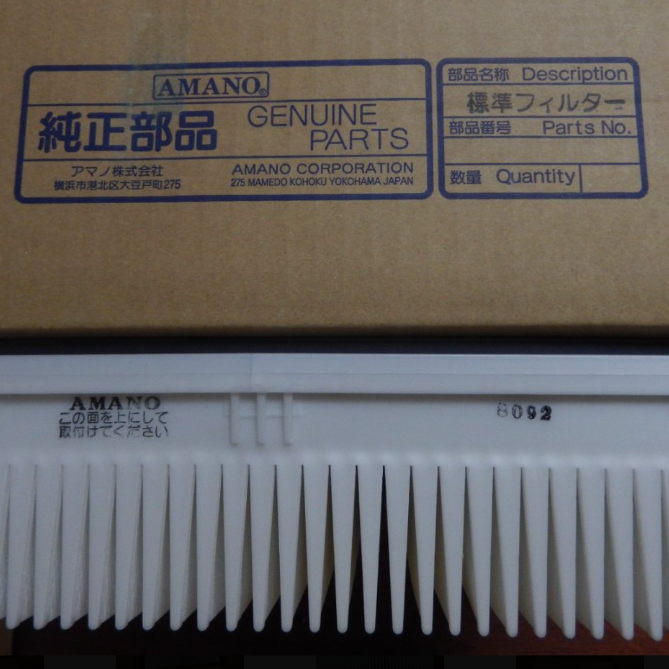 AMANO®
純正部品 GENUINE PARTS
アマノ株式会社
横浜市港北区大豆戸町275
AMANO CORPORATION
275 MAMEDO KOHOKU YOKOHAMA JAPAN
部品名称 Description
標準フィルター
部品番号 Parts No.
数量 Quantity
AMANO
この面を上にして
取付けてください
8092